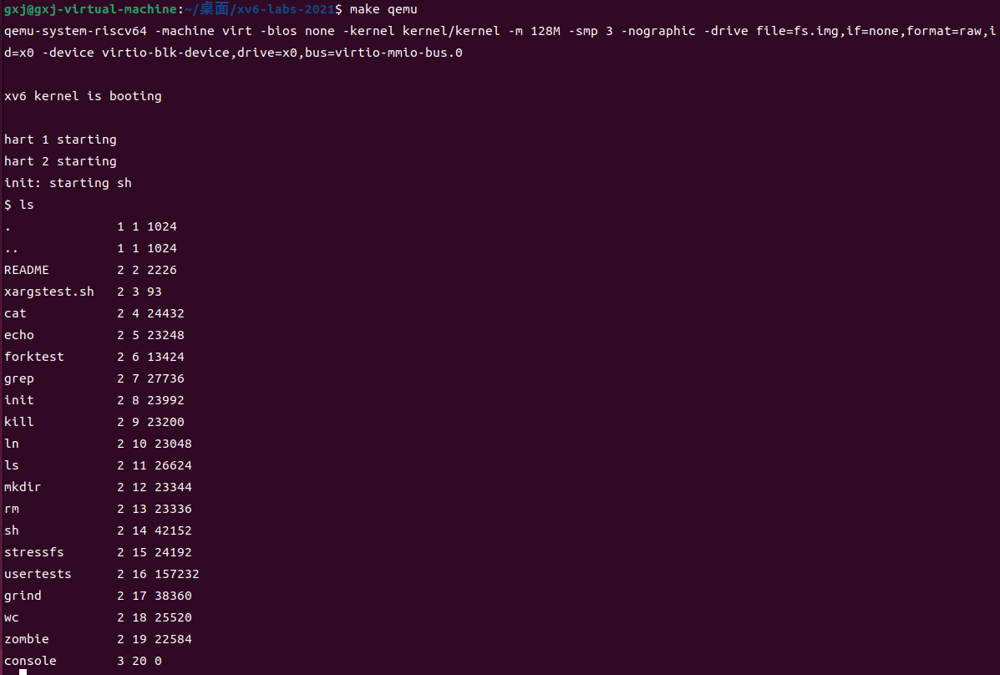 gxj@gxj-virtual-machine:~/桌面/xv6-labs-2021$ make qemu
qemu-system-riscv64 -machine virt -bios none -kernel kernel/kernel -m 128M -smp 3 -nographic -drive file=fs.img,if=none,format=raw,i
d=x0 -device virtio-blk-device,drive=x0,bus=virtio-mmio-bus.0
xv6 kernel is booting
hart 1 starting
hart 2 starting
init: starting sh
$ ls
.              1 1 1024
..             1 1 1024
README         2 2 2226
xargstest.sh   2 3 93
cat            2 4 24432
echo           2 5 23248
forktest       2 6 13424
grep           2 7 27736
init           2 8 23992
kill           2 9 23200
ln             2 10 23048
ls             2 11 26624
mkdir          2 12 23344
rm             2 13 23336
sh             2 14 42152
stressfs       2 15 24192
usertests      2 16 157232
grind          2 17 38360
wc             2 18 25520
zombie         2 19 22584
console        3 20 0